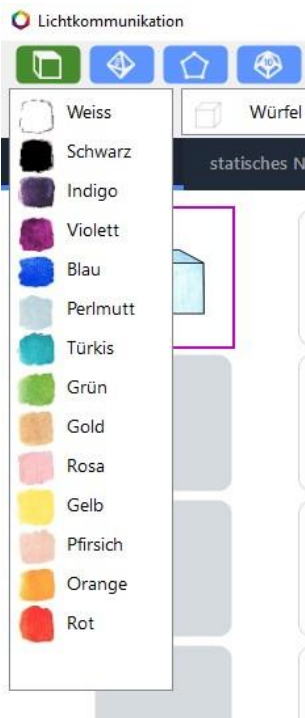 Lichtkommunikation
Weiss
Würfel
Schwarz
statisches N
Indigo
Violett
Blau
Perlmutt
Türkis
Grün
Gold
Rosa
Gelb
Pfirsich
Orange
Rot